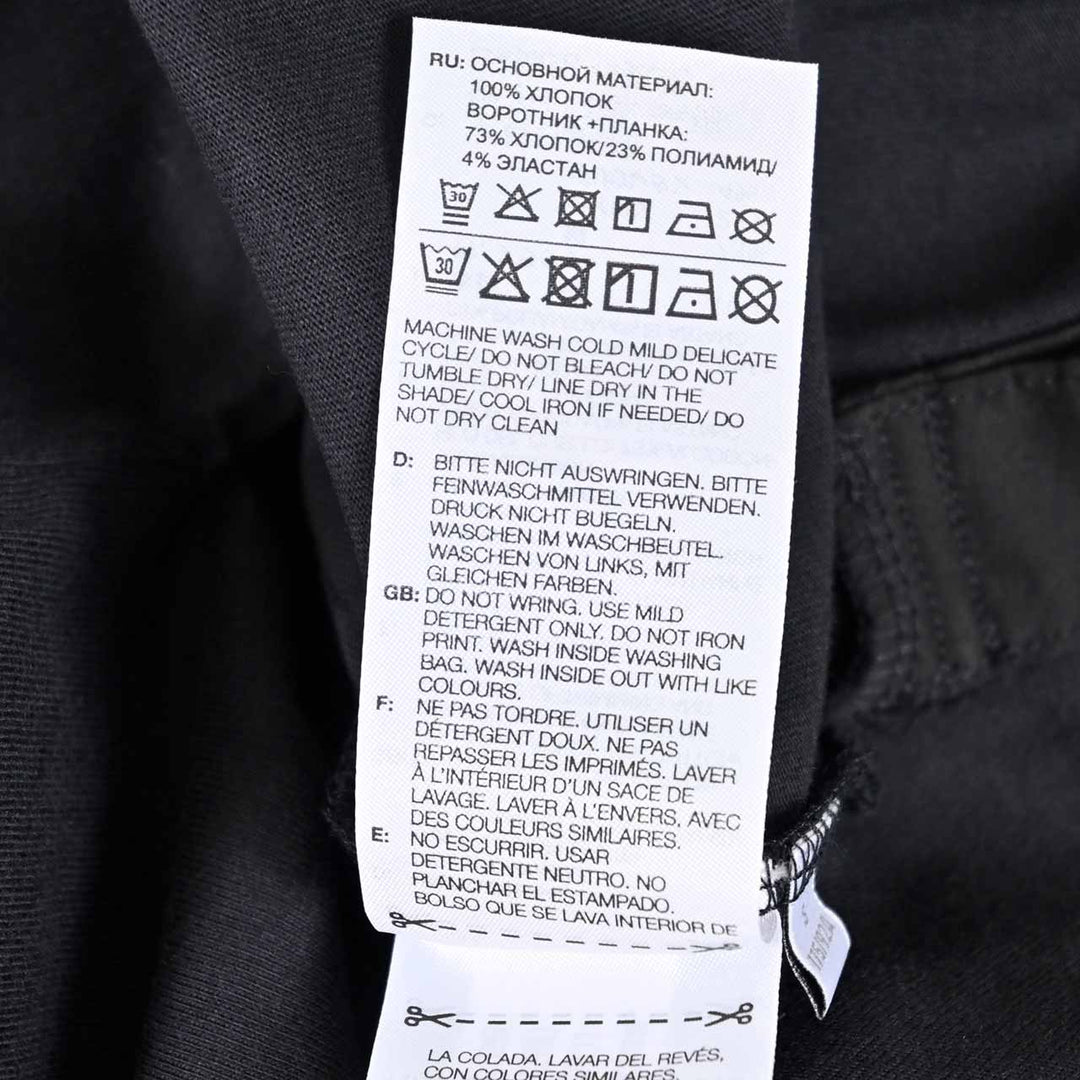 RU: ОСНОВНОЙ МАТЕРИАЛ:
100% ХЛОПОК
ВОРОТНИК +ПЛАНКА:
73% ХЛОПОК/23% ПОЛИАМИД/
4% ЭЛАСТАН
30
30
MACHINE WASH COLD MILD DELICATE
CYCLE/ DO NOT BLEACH/ DO NOT
TUMBLE DRY/ LINE DRY IN THE
SHADE/ COOL IRON IF NEEDED/ DO
NOT DRY CLEAN
D: BITTE NICHT AUSWRINGEN. BITTE
FEINWASCHMITTEL VERWENDEN.
DRUCK NICHT BUEGELN.
WASCHEN IM WASCHBEUTEL.
WASCHEN VON LINKS, MIT
GLEICHEN FARBEN.
GB: DO NOT WRING. USE MILD
DETERGENT ONLY. DO NOT IRON
PRINT. WASH INSIDE WASHING
BAG. WASH INSIDE OUT WITH LIKE
COLOURS.
F: NE PAS TORDRE. UTILISER UN
DÉTERGENT DOUX. NE PAS
REPASSER LES IMPRIMÉS. LAVER
À L'INTÉRIEUR D'UN SACE DE
LAVAGE. LAVER À L'ENVERS, AVEC
DES COULEURS SIMILAIRES.
E: NO ESCURRIR. USAR
DETERGENTE NEUTRO. NO
PLANCHAR EL ESTAMPADO.
BOLSO QUE SE LAVA INTERIOR DE
LA COLADA. LAVAR DEL REVÉS,
CON COLORES SIMILARES.